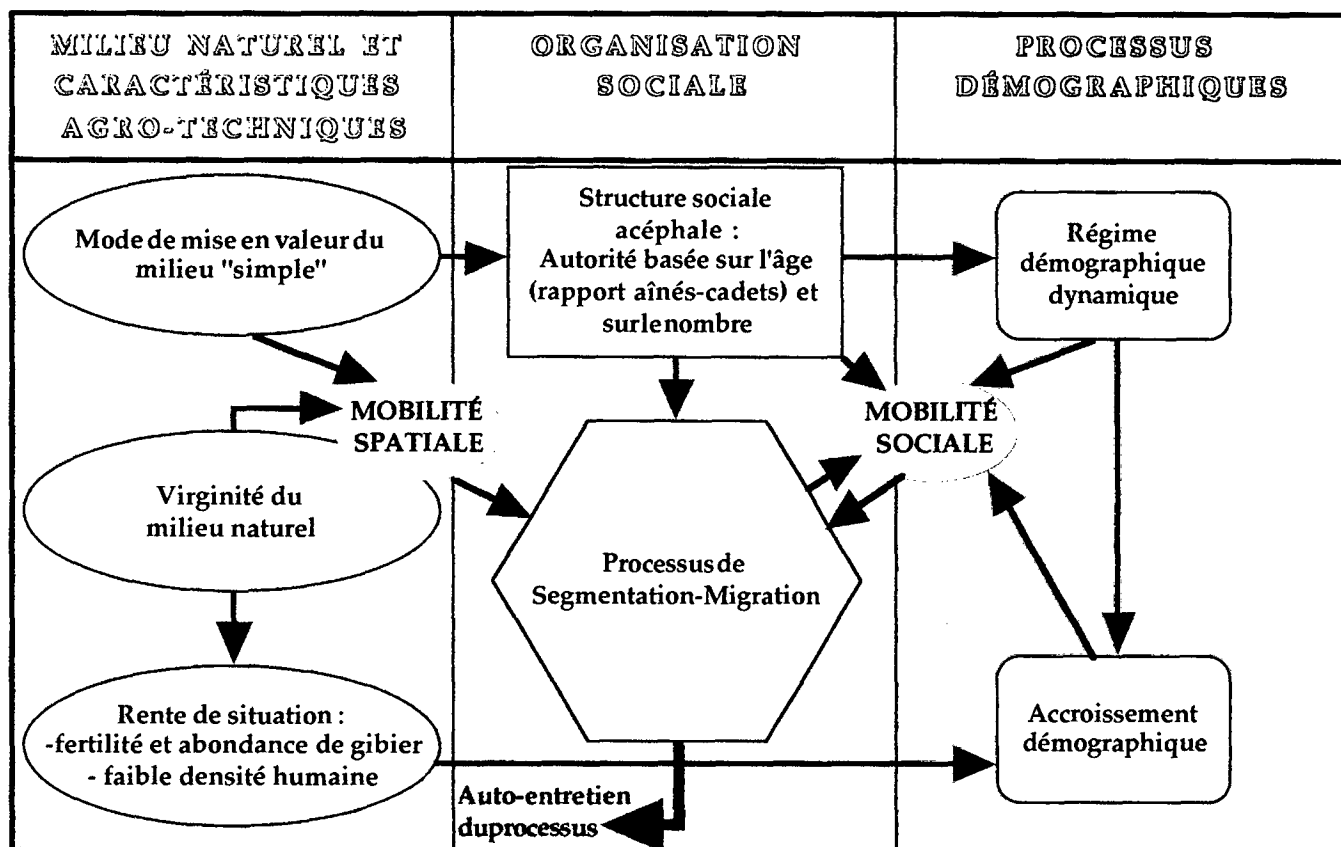 MILIEU NATUREL ET
CARACTÉRISTIQUES
AGRO-TECHNIQUES
ORGANISATION
SOCIALE
PROCESSUS
DÉMOGRAPHIQUES
Mode de mise en valeur du
milieu "simple"
Structure sociale
acéphale :
Autorité basée sur l'âge
(rapport aînés-cadets) et
surlenombre
Régime
démographique
dynamique
MOBILITÉ
SPATIALE
MOBILITÉ
SOCIALE
Virginité du
milieu naturel
Processus de
Segmentation-Migration
Rente de situation :
-fertilité et abondance de gibier
- faible densité humaine
Accroissement
démographique
Auto-entretien
duprocessus